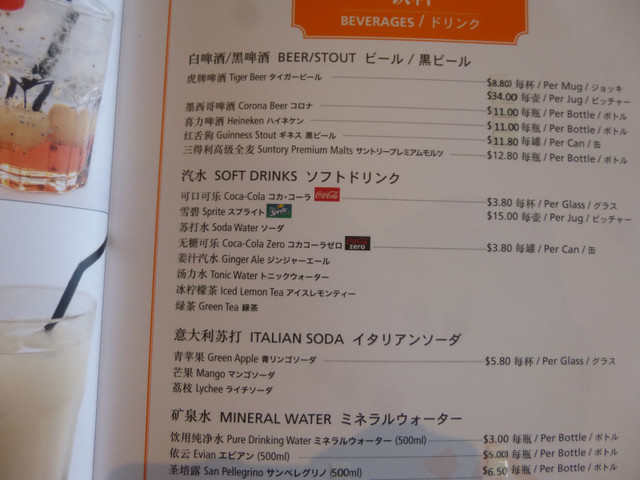 BEVERAGES / ドリンク
白啤酒/黑啤酒 BEER/STOUT ビール / 黒ビール
虎牌啤酒 Tiger Beer タイガービール $8.80 每杯 / Per Mug / ジョッキ
$34.00 每壶 / Per Jug / ピッチャー
墨西哥啤酒 Corona Beer コロナ $11.00 每瓶 / Per Bottle / ボトル
喜力啤酒 Heineken ハイネケン $11.00 每瓶 / Per Bottle / ボトル
红舌狗 Guinness Stout ギネス 黒ビール $11.80 每罐 / Per Can / 缶
三得利高级全麦 Suntory Premium Malts サントリープレミアムモルツ $12.80 每瓶 / Per Bottle / ボトル
汽水 SOFT DRINKS ソフトドリンク
可口可乐 Coca-Cola コカ・コーラ Coca-Cola $3.80 每杯 / Per Glass / グラス
雪碧 Sprite スプライト Sprite $15.00 每壶 / Per Jug / ピッチャー
苏打水 Soda Water ソーダ
无糖可乐 Coca-Cola Zero コカコーラゼロ zero $3.80 每罐 / Per Can / 缶
姜汁汽水 Ginger Ale ジンジャーエール
汤力水 Tonic Water トニックウォーター
冰柠檬茶 Iced Lemon Tea アイスレモンティー
绿茶 Green Tea 緑茶
意大利苏打 ITALIAN SODA イタリアンソーダ
青苹果 Green Apple 青リンゴソーダ $5.80 每杯 / Per Glass / グラス
芒果 Mango マンゴソーダ
荔枝 Lychee ライチソーダ
矿泉水 MINERAL WATER ミネラルウォーター
饮用纯净水 Pure Drinking Water ミネラルウォーター (500ml) $3.00 每瓶 / Per Bottle / ボトル
依云 Evian エビアン (500ml) $5.00 每瓶 / Per Bottle / ボトル
圣培露 San Pellegrino サンペレグリノ (500ml) $6.50 每瓶 / Per Bottle / ボトル